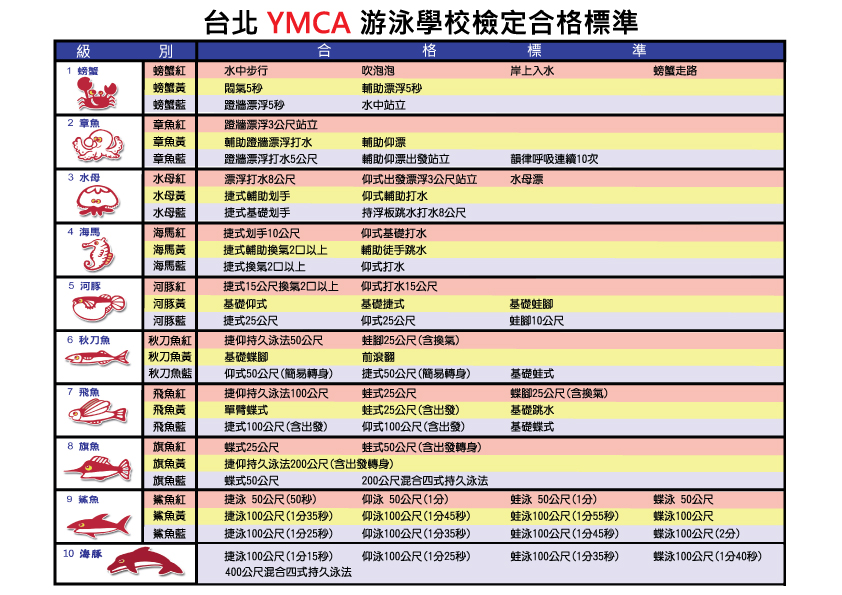 台北 YMCA 游泳學校檢定合格標準
級 別 合 格 標 準
1 螃蟹
螃蟹紅 水中步行 吹泡泡 岸上入水 螃蟹走路
螃蟹黃 悶氣5秒 輔助漂浮5秒
螃蟹藍 蹬牆漂浮5秒 水中站立
2 章魚
章魚紅 蹬牆漂浮3公尺站立
章魚黃 輔助蹬牆漂浮打水 輔助仰漂
章魚藍 蹬牆漂浮打水5公尺 輔助仰漂出發站立 韻律呼吸連續10次
3 水母
水母紅 漂浮打水8公尺 仰式出發漂浮3公尺站立 水母漂
水母黃 捷式輔助划手 仰式輔助打水
水母藍 捷式基礎划手 持浮板跳水打水8公尺
4 海馬
海馬紅 捷式划手10公尺 仰式基礎打水
海馬黃 捷式輔助換氣2口以上 輔助徒手跳水
海馬藍 捷式換氣2口以上 仰式打水
5 河豚
河豚紅 捷式15公尺換氣2口以上 仰式打水15公尺
河豚黃 基礎仰式 基礎捷式 基礎蛙腳
河豚藍 捷式25公尺 仰式25公尺 蛙腳10公尺
6 秋刀魚
秋刀魚紅 捷仰持久泳法50公尺 蛙腳25公尺(含換氣)
秋刀魚黃 基礎蝶腳 前滾翻
秋刀魚藍 仰式50公尺(簡易轉身) 捷式50公尺(簡易轉身) 基礎蛙式
7 飛魚
飛魚紅 捷仰持久泳法100公尺 蛙式25公尺 蝶腳25公尺(含換氣)
飛魚黃 單臂蝶式 蛙式25公尺(含出發) 基礎跳水
飛魚藍 捷式100公尺(含出發) 仰式100公尺(含出發) 基礎蝶式
8 旗魚
旗魚紅 蝶式25公尺 蛙式50公尺(含出發轉身)
旗魚黃 捷仰持久泳法200公尺(含出發轉身)
旗魚藍 蝶式50公尺 200公尺混合四式持久泳法
9 鯊魚
鯊魚紅 捷泳 50公尺(50秒) 仰泳 50公尺(1分) 蛙泳 50公尺(1分) 蝶泳 50公尺
鯊魚黃 捷泳100公尺(1分35秒) 仰泳100公尺(1分45秒) 蛙泳100公尺(1分55秒) 蝶泳100公尺
鯊魚藍 捷泳100公尺(1分25秒) 仰泳100公尺(1分35秒) 蛙泳100公尺(1分45秒) 蝶泳100公尺(2分)
10 海豚
捷泳100公尺(1分15秒) 仰泳100公尺(1分25秒) 蛙泳100公尺(1分35秒) 蝶泳100公尺(1分40秒)
400公尺混合四式持久泳法